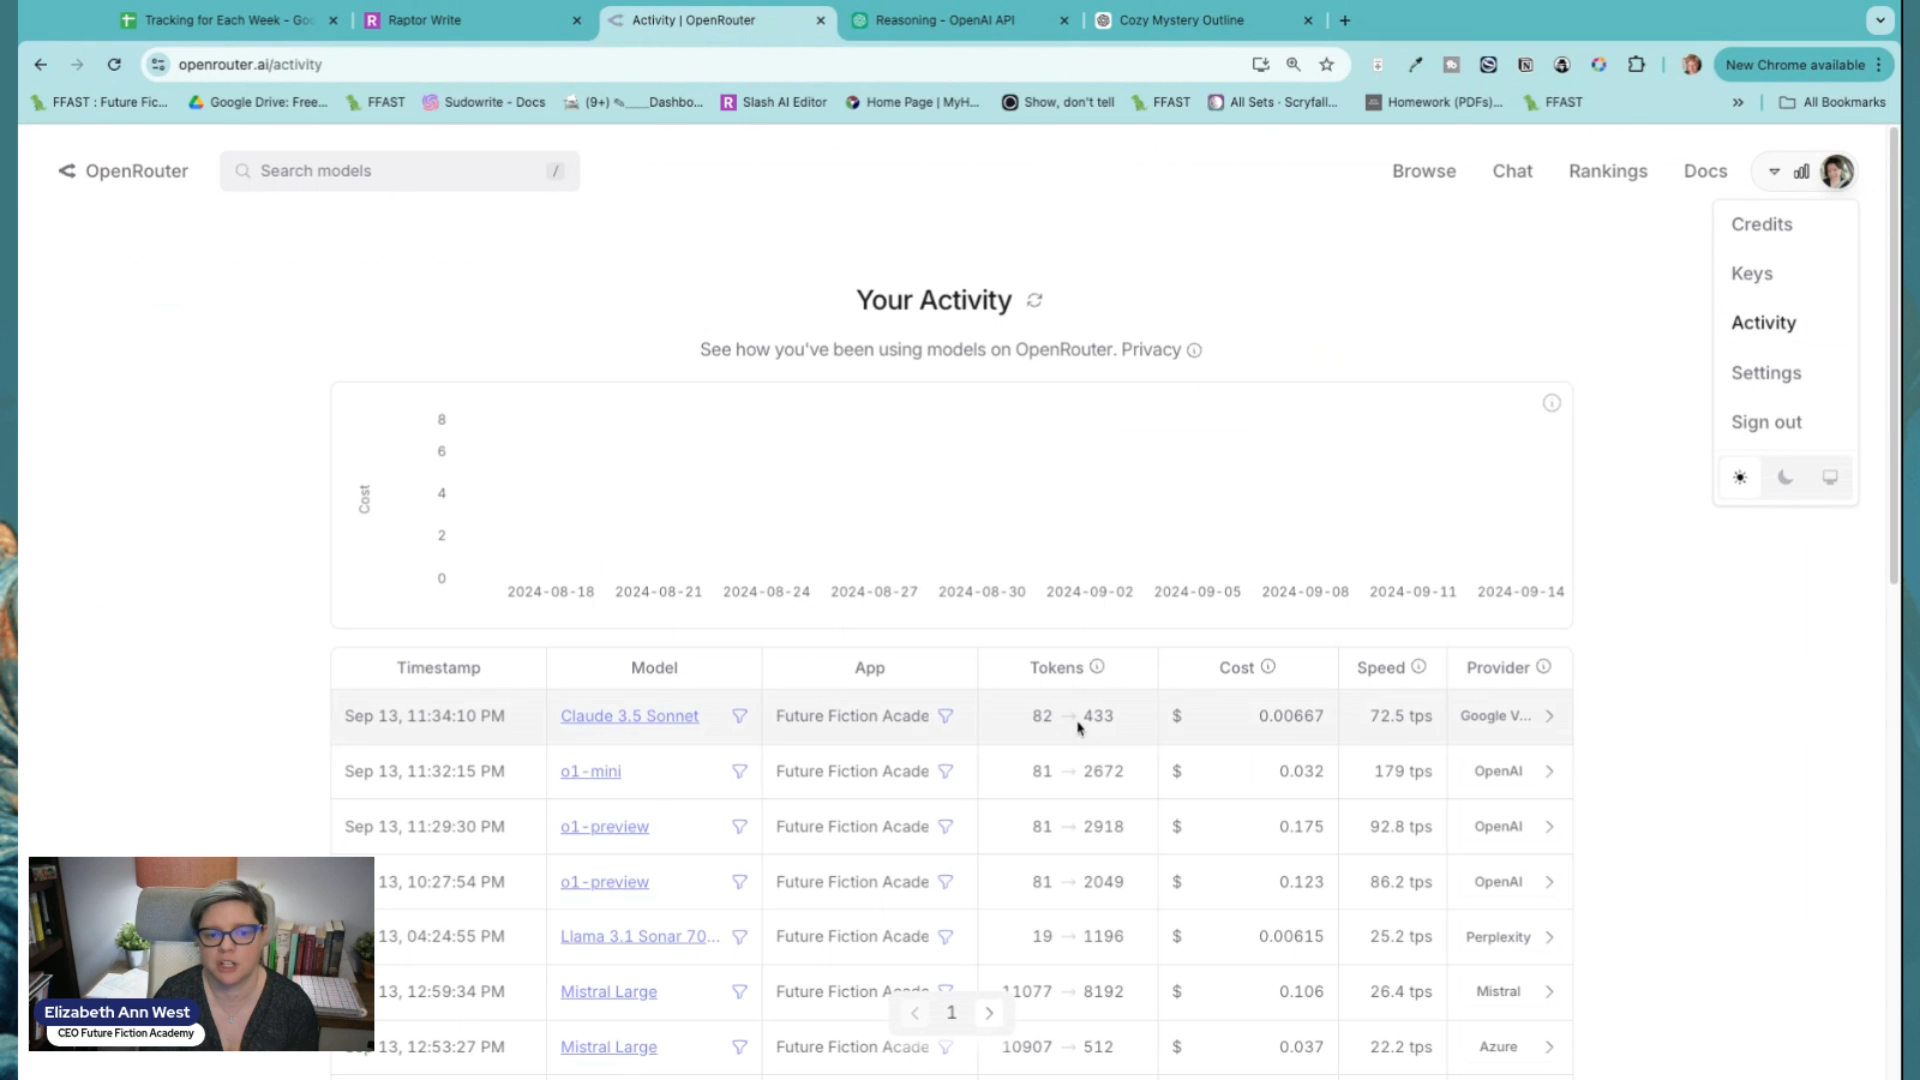 Tracking for Each Week - Goo
Raptor Write
Activity | OpenRouter
Reasoning - OpenAI API
Cozy Mystery Outline
openrouter.ai/activity
New Chrome available
FFAST : Future Fic...
Google Drive: Free...
FFAST
Sudowrite - Docs
(9+) ✎____Dashbo...
Slash AI Editor
Home Page | MyH...
Show, don't tell
FFAST
All Sets · Scryfall...
Homework (PDFs)...
FFAST
»
All Bookmarks
OpenRouter
Search models
/
Browse
Chat
Rankings
Docs
Credits
Keys
Activity
Settings
Sign out
Your Activity
See how you've been using models on OpenRouter. Privacy
Cost
8
6
4
2
0
2024-08-18 2024-08-21 2024-08-24 2024-08-27 2024-08-30 2024-09-02 2024-09-05 2024-09-08 2024-09-11 2024-09-14
Timestamp Model App Tokens Cost Speed Provider
Sep 13, 11:34:10 PM Claude 3.5 Sonnet Future Fiction Acade 82 → 433 $ 0.00667 72.5 tps Google V...
Sep 13, 11:32:15 PM o1-mini Future Fiction Acade 81 → 2672 $ 0.032 179 tps OpenAI
Sep 13, 11:29:30 PM o1-preview Future Fiction Acade 81 → 2918 $ 0.175 92.8 tps OpenAI
13, 10:27:54 PM o1-preview Future Fiction Acade 81 → 2049 $ 0.123 86.2 tps OpenAI
13, 04:24:55 PM Llama 3.1 Sonar 70... Future Fiction Acade 19 → 1196 $ 0.00615 25.2 tps Perplexity
13, 12:59:34 PM Mistral Large Future Fiction Acade 11077 → 8192 $ 0.106 26.4 tps Mistral
1
13, 12:53:27 PM Mistral Large Future Fiction Acade 10907 → 512 $ 0.037 22.2 tps Azure
Elizabeth Ann West
CEO Future Fiction Academy